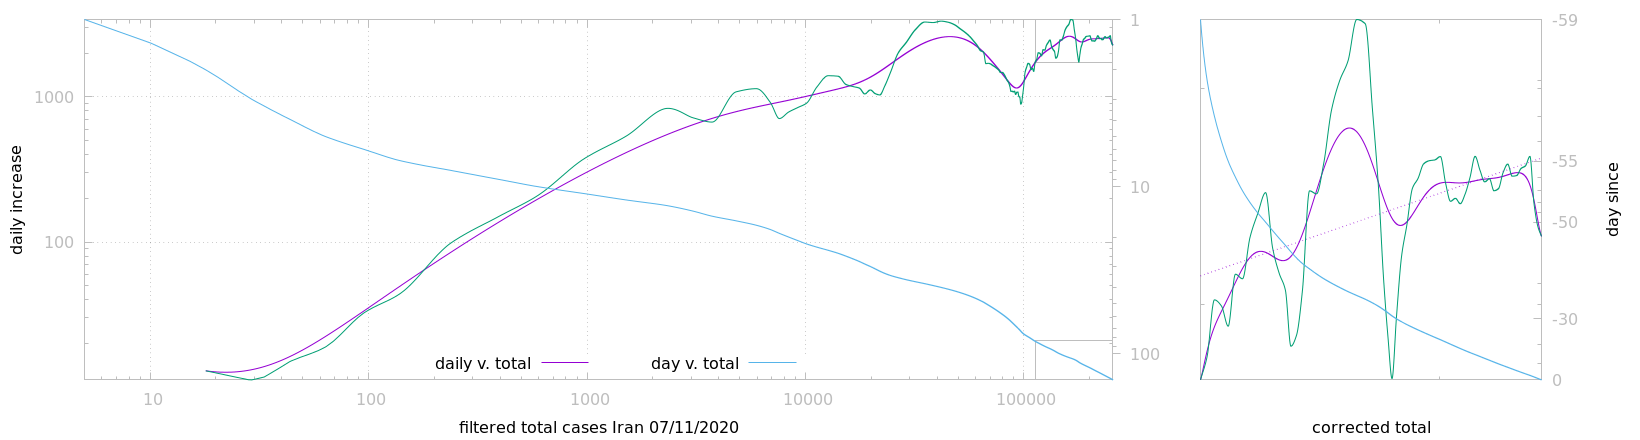 daily increase
1000
100
10
100
1000
10000
100000
filtered total cases Iran 07/11/2020
daily v. total
day v. total
1
10
100
corrected total
-59
-55
-50
-30
0
day since